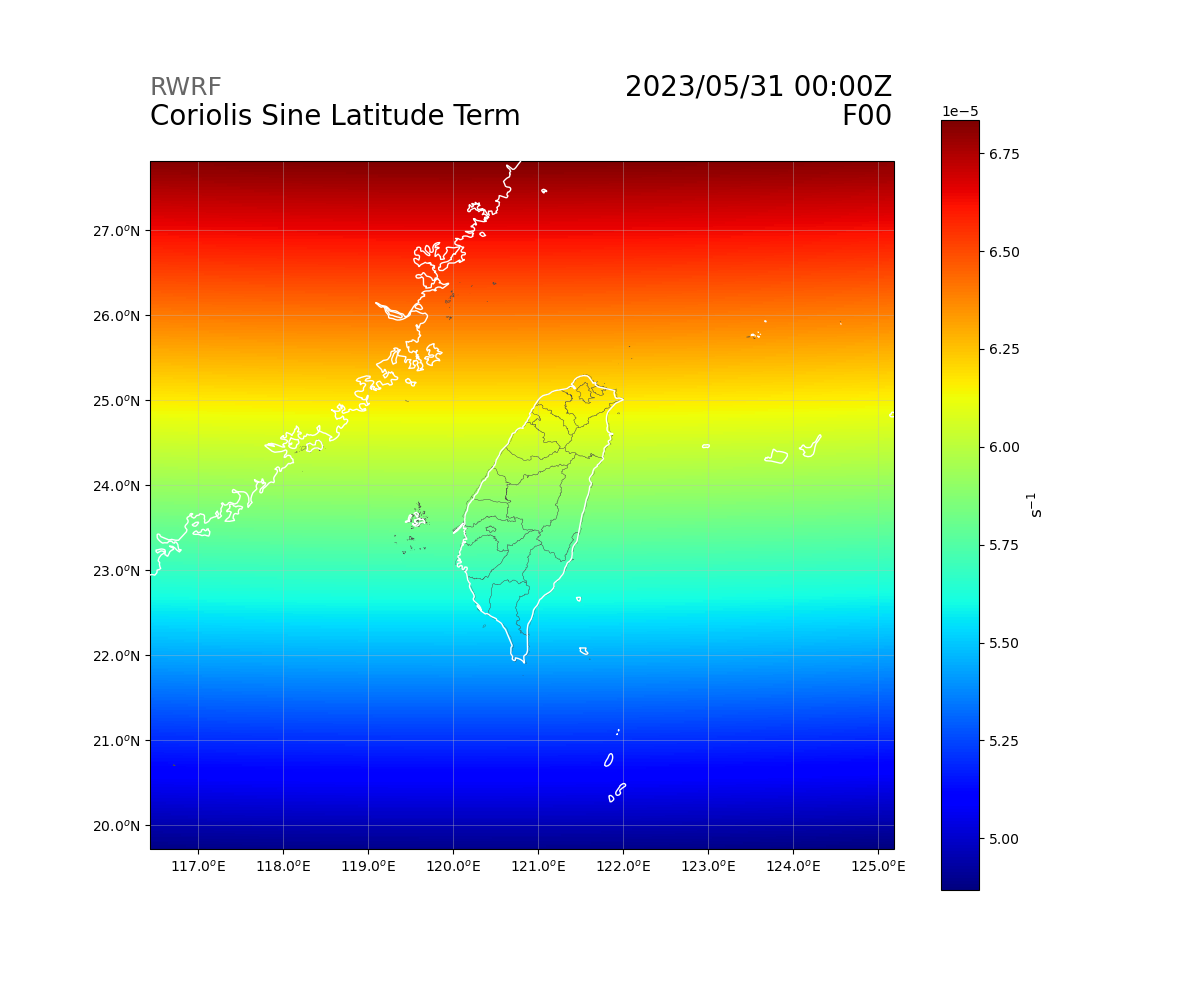 RWRF
2023/05/31 00:00Z
Coriolis Sine Latitude Term
F00
1e−5
6.75
6.50
6.25
6.00
5.75
5.50
5.25
5.00
s⁻¹
27.0°N
26.0°N
25.0°N
24.0°N
23.0°N
22.0°N
21.0°N
20.0°N
117.0°E 118.0°E 119.0°E 120.0°E 121.0°E 122.0°E 123.0°E 124.0°E 125.0°E